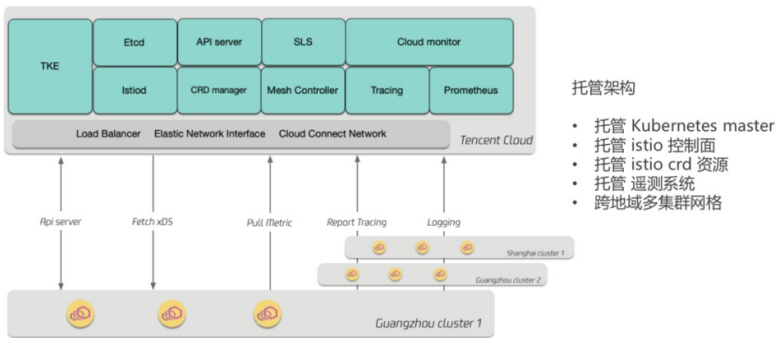 TKE
Etcd
API server
SLS
Cloud monitor
Istiod
CRD manager
Mesh Controller
Tracing
Prometheus
Load Balancer Elastic Network Interface Cloud Connect Network
Tencent Cloud
Api server
Fetch xDS
Pull Metric
Report Tracing
Logging
Shanghai cluster 1
Guangzhou cluster 2
Guangzhou cluster 1
托管架构
• 托管 Kubernetes master
• 托管 istio 控制面
• 托管 istio crd 资源
• 托管 遥测系统
• 跨地域多集群网格